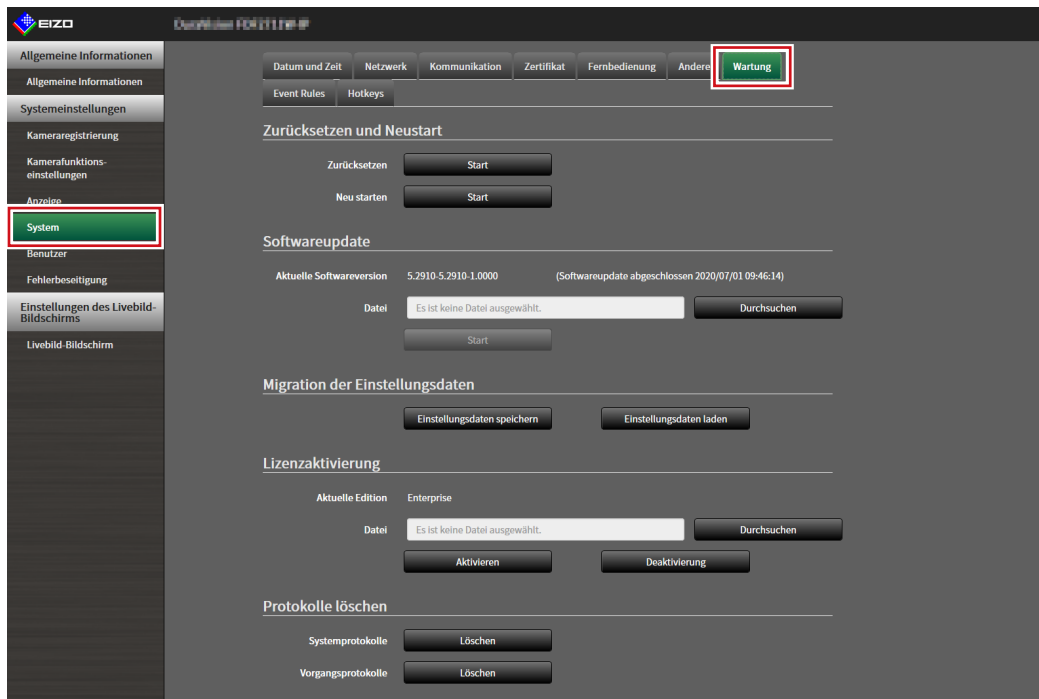 EIZO
Allgemeine Informationen
Allgemeine Informationen
Systemeinstellungen
Kameraregistrierung
Kamerafunktions-
einstellungen
Anzeige
System
Benutzer
Fehlerbeseitigung
Einstellungen des Livebild-
Bildschirms
Livebild-Bildschirm
Datum und Zeit Netzwerk Kommunikation Zertifikat Fernbedienung Andere Wartung
Event Rules Hotkeys
Zurücksetzen und Neustart
Zurücksetzen Start
Neu starten Start
Softwareupdate
Aktuelle Softwareversion 5.2910-5.2910-1.0000 (Softwareupdate abgeschlossen 2020/07/01 09:46:14)
Datei Es ist keine Datei ausgewählt. Durchsuchen
Start
Migration der Einstellungsdaten
Einstellungsdaten speichern Einstellungsdaten laden
Lizenzaktivierung
Aktuelle Edition Enterprise
Datei Es ist keine Datei ausgewählt. Durchsuchen
Aktivieren Deaktivierung
Protokolle löschen
Systemprotokolle Löschen
Vorgangsprotokolle Löschen